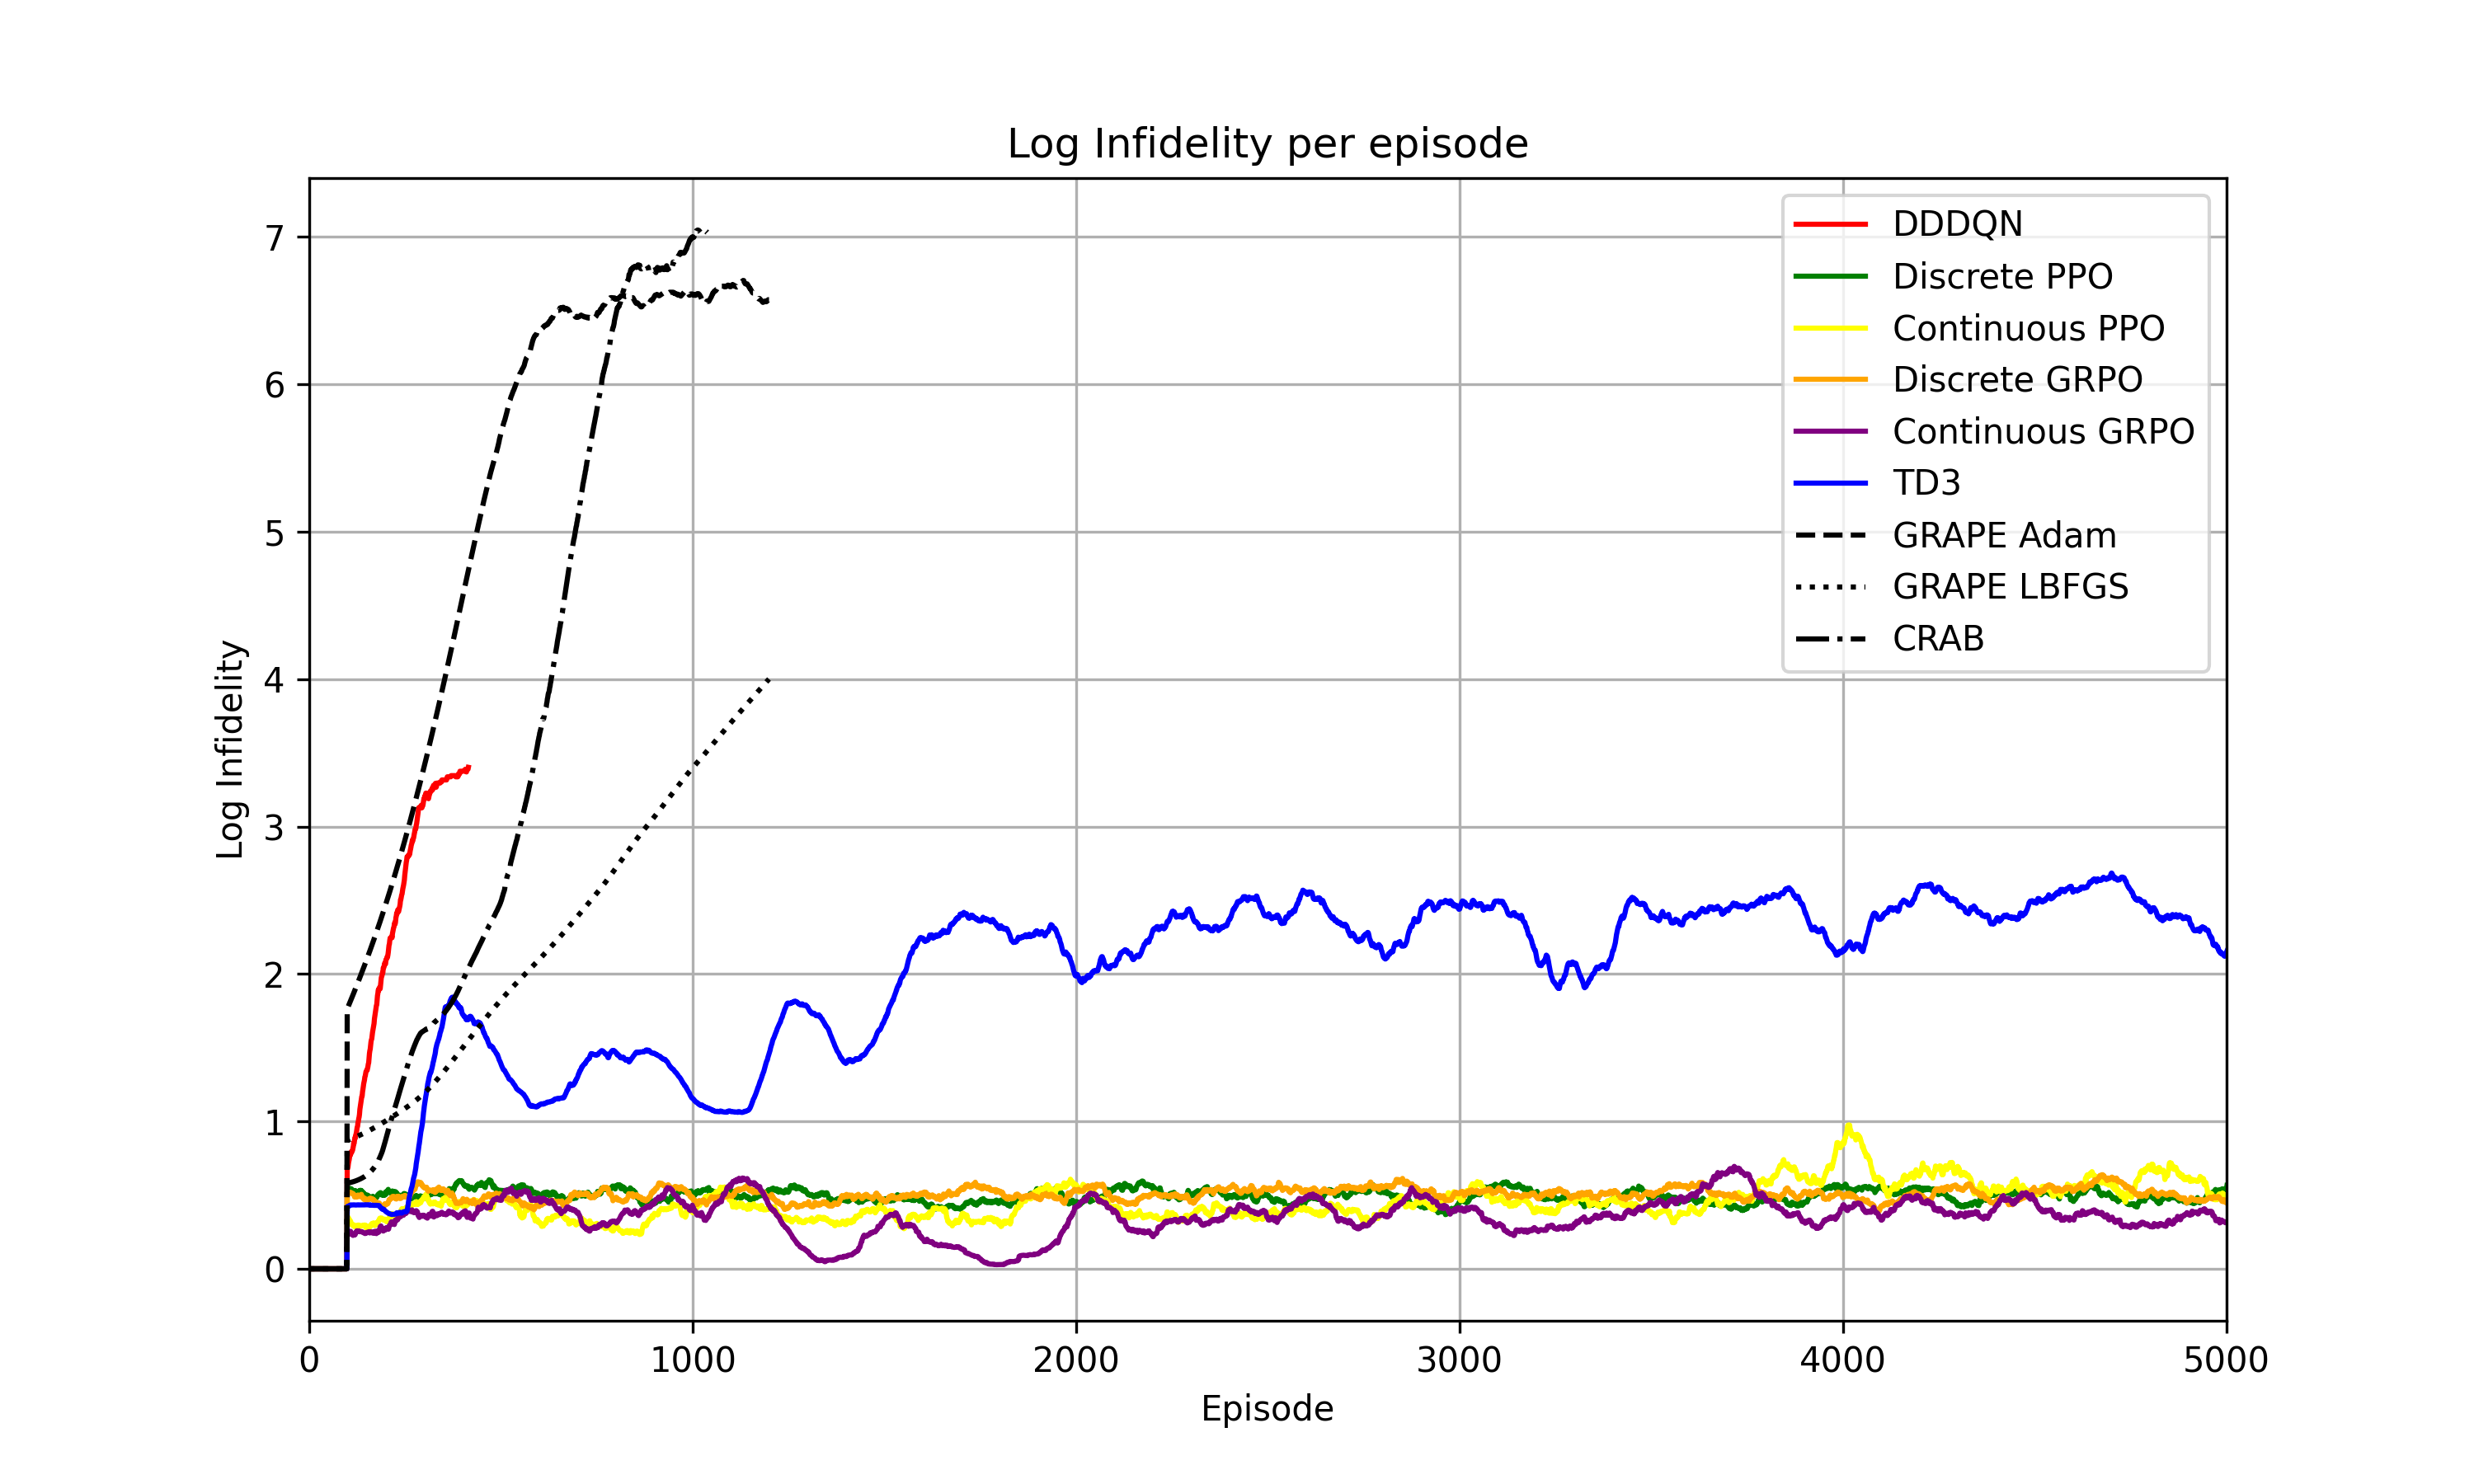 Log Infidelity per episode
7
6
5
4
3
2
1
0
Log Infidelity
0
1000
2000
3000
4000
5000
Episode
DDDQN
Discrete PPO
Continuous PPO
Discrete GRPO
Continuous GRPO
TD3
GRAPE Adam
GRAPE LBFGS
CRAB